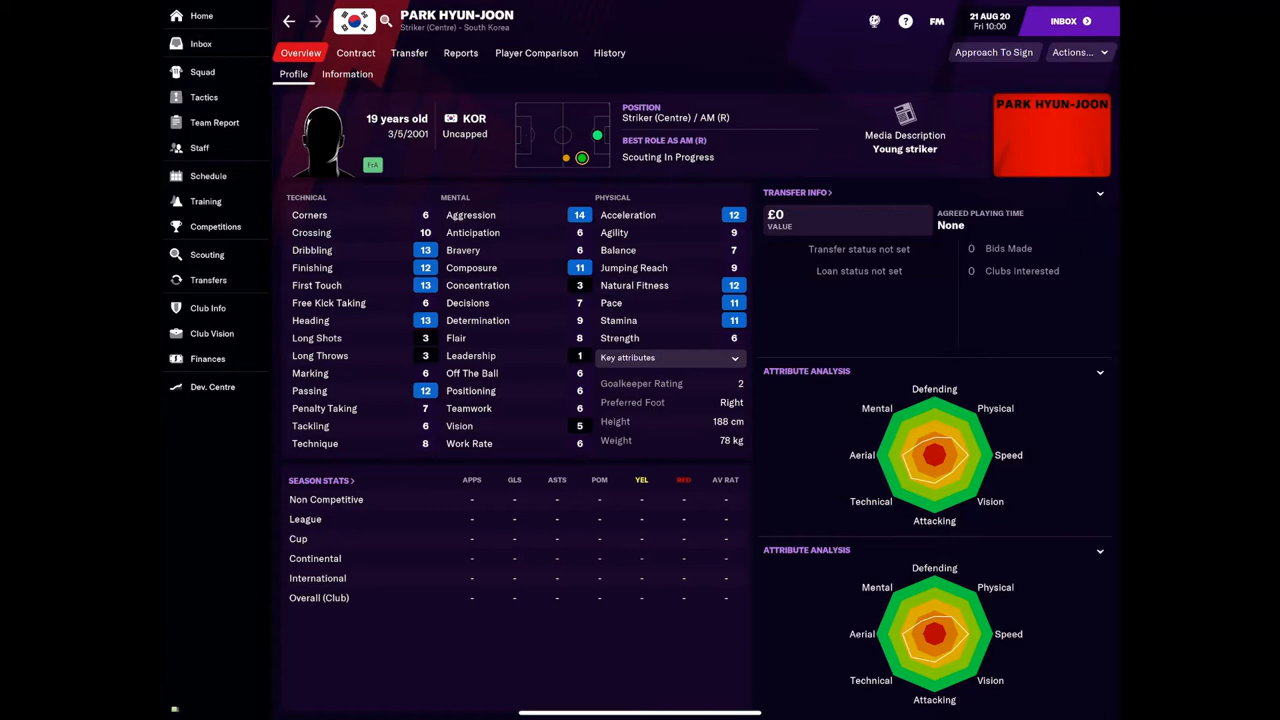 Home
Inbox
Squad
Tactics
Team Report
Staff
Schedule
Training
Competitions
Scouting
Transfers
Club Info
Club Vision
Finances
Dev. Centre
PARK HYUN-JOON
Striker (Centre) - South Korea
FM
21 AUG 20
Fri 10:00
INBOX
Overview Contract Transfer Reports Player Comparison History
Approach To Sign Actions...
Profile Information
19 years old
3/5/2001
KOR
Uncapped
FrA
POSITION
Striker (Centre) / AM (R)
BEST ROLE AS AM (R)
Scouting In Progress
Media Description
Young striker
PARK HYUN-JOON
TECHNICAL MENTAL PHYSICAL
Corners 6 Aggression 14 Acceleration 12
Crossing 10 Anticipation 6 Agility 9
Dribbling 13 Bravery 6 Balance 7
Finishing 12 Composure 11 Jumping Reach 9
First Touch 13 Concentration 3 Natural Fitness 12
Free Kick Taking 6 Decisions 7 Pace 11
Heading 13 Determination 9 Stamina 11
Long Shots 3 Flair 8 Strength 6
Long Throws 3 Leadership 1 Key attributes
Marking 6 Off The Ball 6
Passing 12 Positioning 6
Penalty Taking 7 Teamwork 6
Tackling 6 Vision 5
Technique 8 Work Rate 6
Goalkeeper Rating 2
Preferred Foot Right
Height 188 cm
Weight 78 kg
TRANSFER INFO >
£0
VALUE
AGREED PLAYING TIME
None
Transfer status not set 0 Bids Made
Loan status not set 0 Clubs Interested
ATTRIBUTE ANALYSIS
Defending
Mental Physical
Aerial Speed
Technical Vision
Attacking
SEASON STATS > APPS GLS ASTS POM YEL RED AV RAT
Non Competitive - - - - - - -
League - - - - - - -
Cup - - - - - - -
Continental - - - - - - -
International - - - - - - -
Overall (Club) - - - - - - -
ATTRIBUTE ANALYSIS
Defending
Mental Physical
Aerial Speed
Technical Vision
Attacking